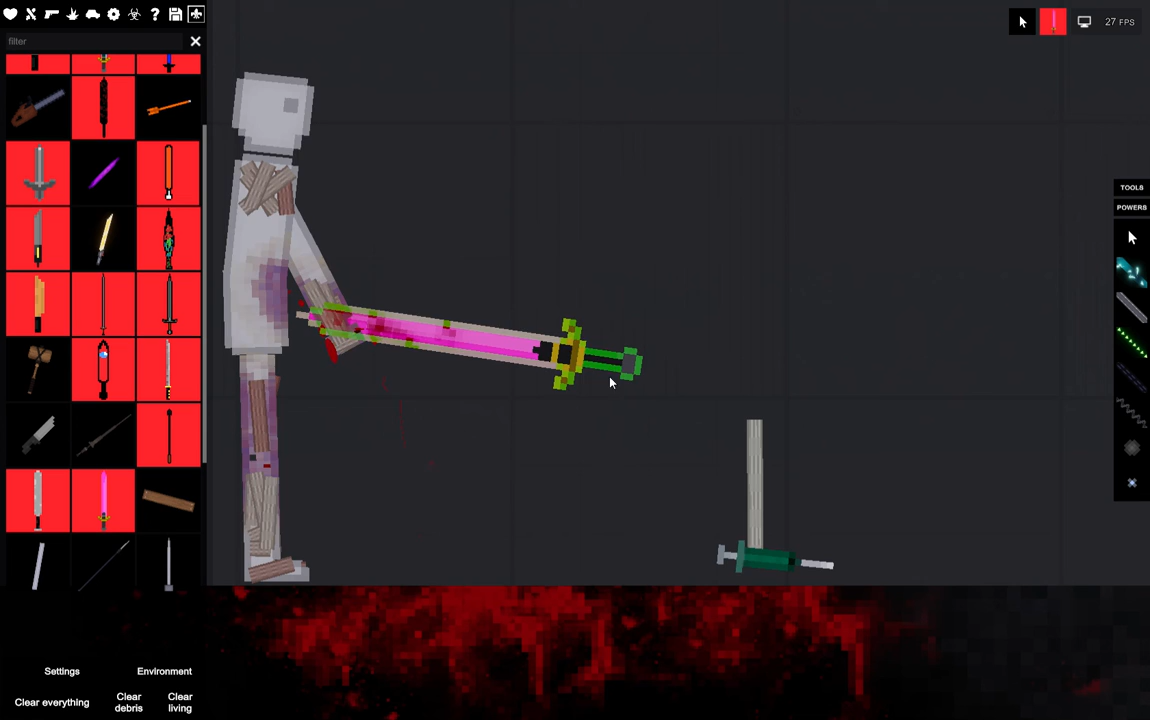 ?
27 FPS
filter
TOOLS
POWERS
Settings
Environment
Clear everything
Clear debris
Clear living